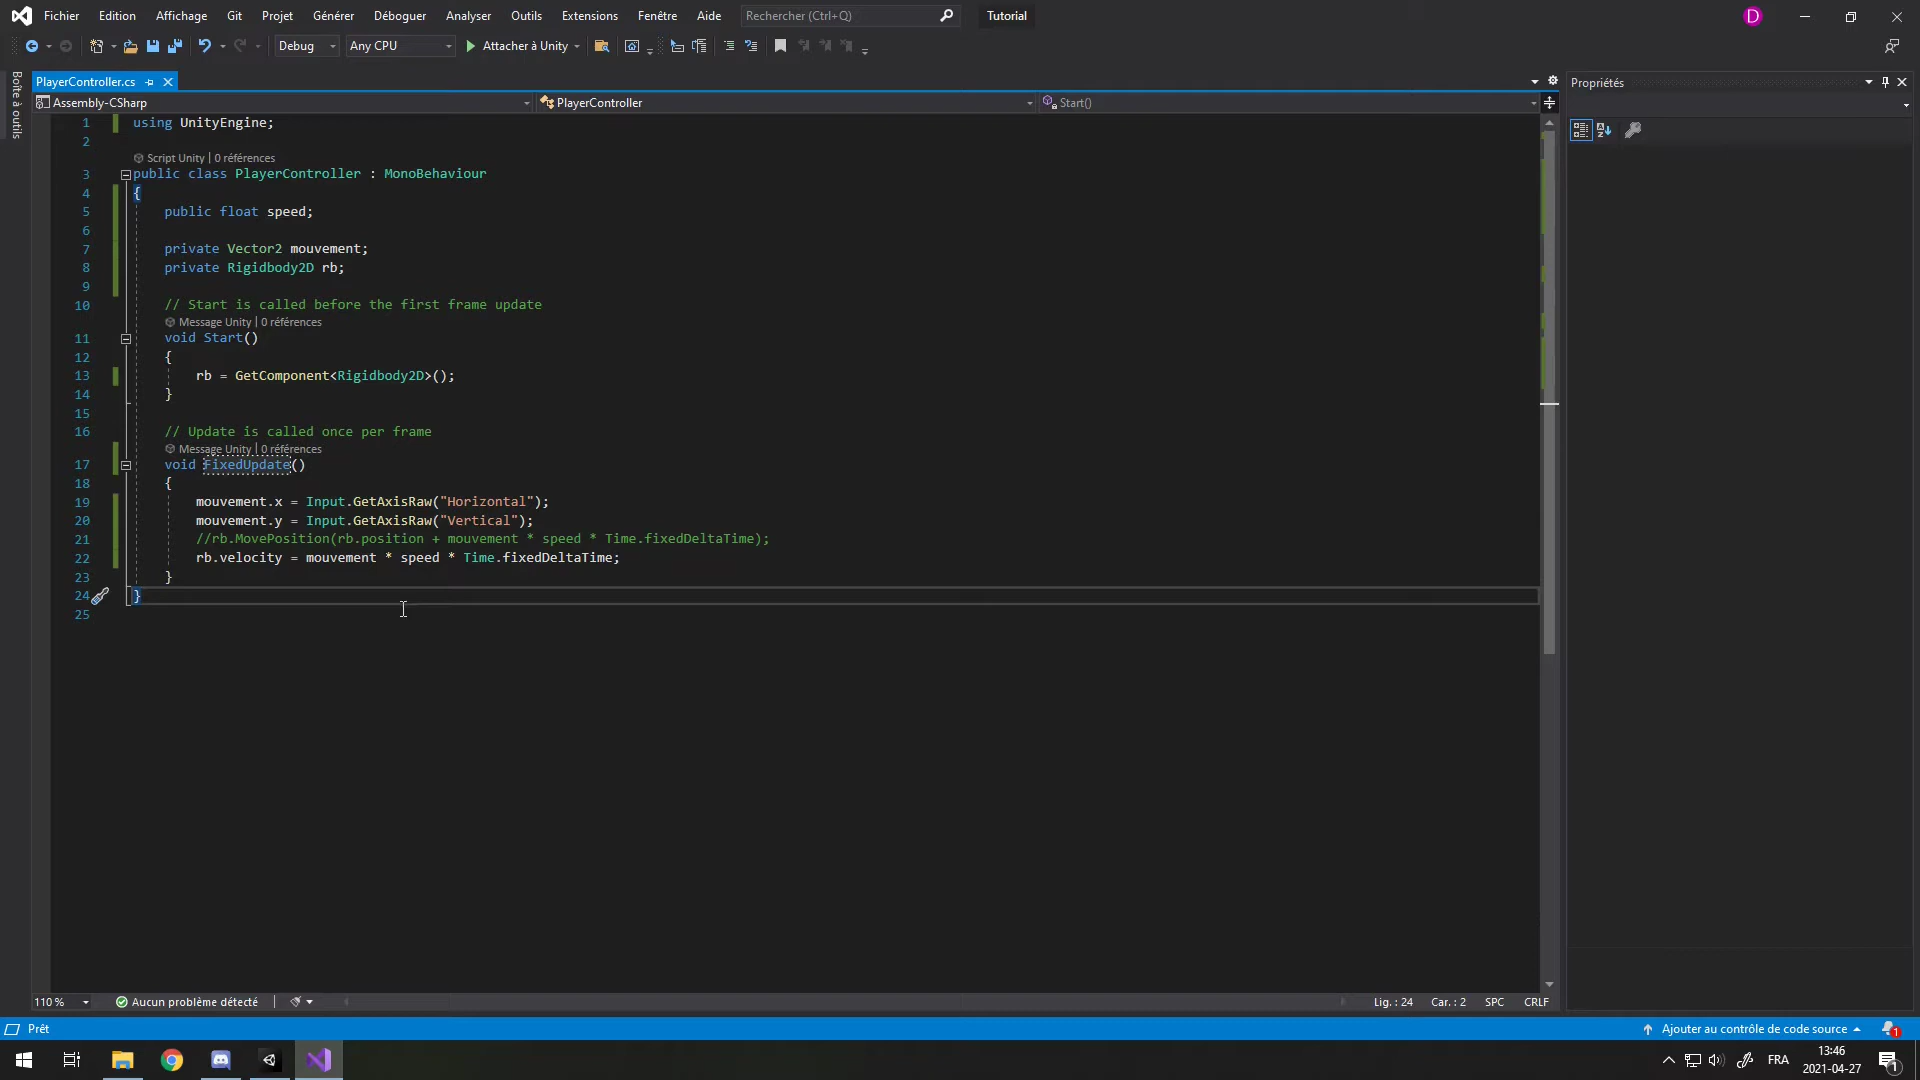 Fichier Edition Affichage Git Projet Générer Déboguer Analyser Outils Extensions Fenêtre Aide Rechercher (Ctrl+Q) Tutorial D
Debug Any CPU Attacher à Unity
Boîte à outils
PlayerController.cs
Propriétés
Assembly-CSharp PlayerController Start()
1 using UnityEngine;
2
Script Unity | 0 références
3 public class PlayerController : MonoBehaviour
4 {
5 public float speed;
6
7 private Vector2 mouvement;
8 private Rigidbody2D rb;
9
10 // Start is called before the first frame update
Message Unity | 0 références
11 void Start()
12 {
13 rb = GetComponent<Rigidbody2D>();
14 }
15
16 // Update is called once per frame
Message Unity | 0 références
17 void FixedUpdate()
18 {
19 mouvement.x = Input.GetAxisRaw("Horizontal");
20 mouvement.y = Input.GetAxisRaw("Vertical");
21 //rb.MovePosition(rb.position + mouvement * speed * Time.fixedDeltaTime);
22 rb.velocity = mouvement * speed * Time.fixedDeltaTime;
23 }
24 }
25
110 % Aucun problème détecté Lig. : 24 Car. : 2 SPC CRLF
Prêt Ajouter au contrôle de code source 1
FRA 13:46
2021-04-27 1